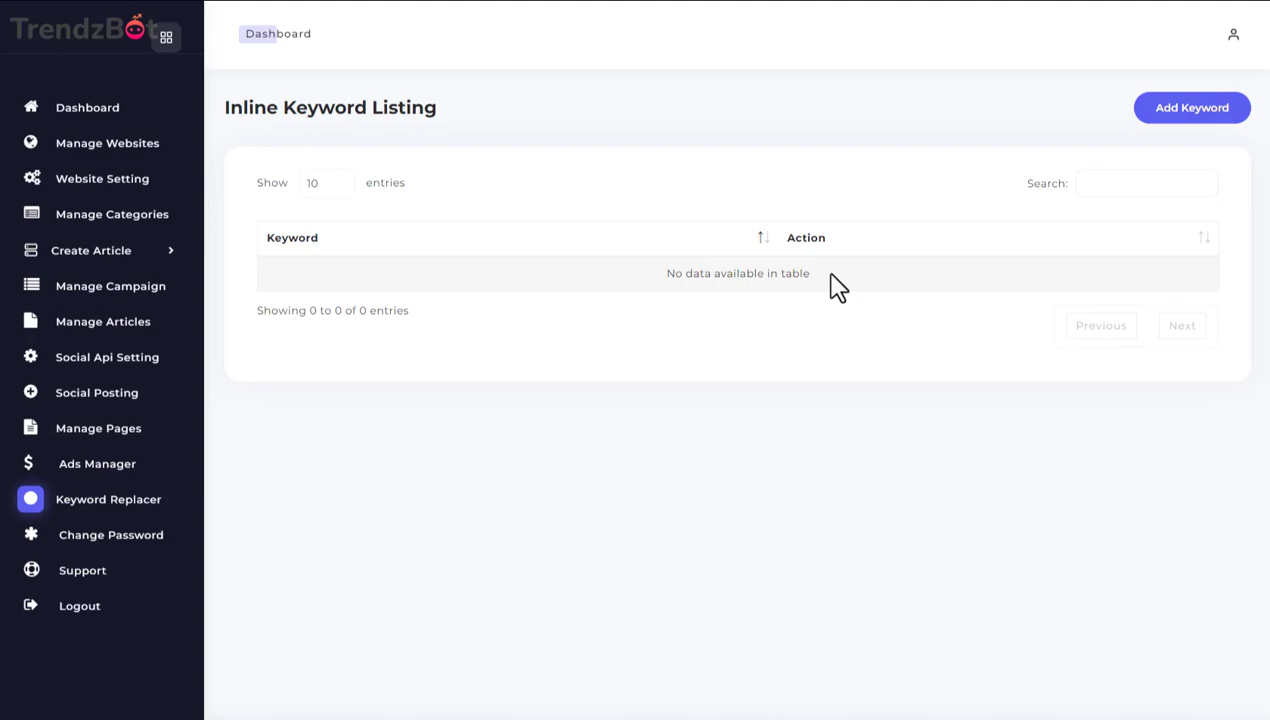 TrendzBot
Dashboard
Dashboard
Manage Websites
Website Setting
Manage Categories
Create Article
Manage Campaign
Manage Articles
Social Api Setting
Social Posting
Manage Pages
Ads Manager
Keyword Replacer
Change Password
Support
Logout
Inline Keyword Listing
Add Keyword
Show 10 entries
Search:
Keyword Action
No data available in table
Showing 0 to 0 of 0 entries
Previous Next